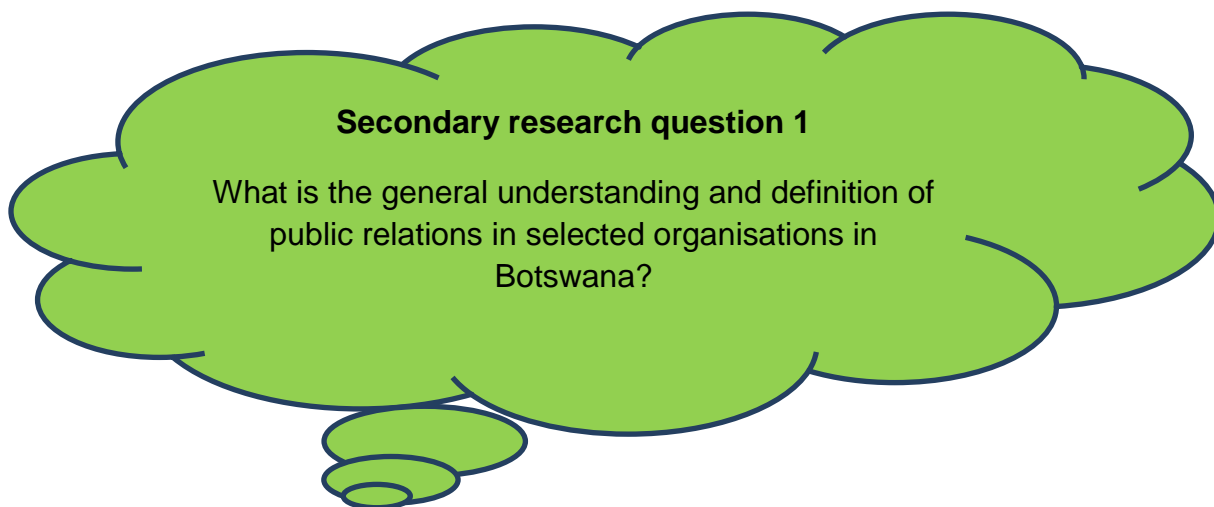 Secondary research question 1
What is the general understanding and definition of
public relations in selected organisations in
Botswana?